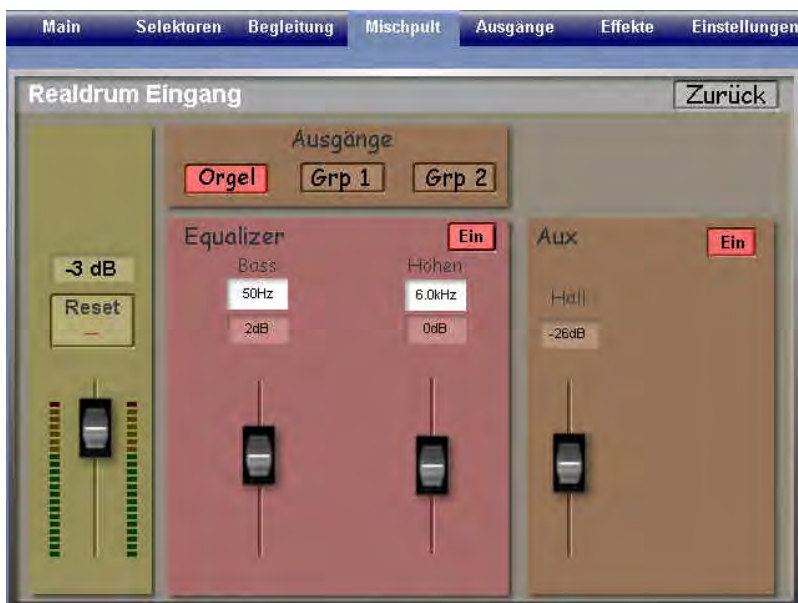 Main Selektoren Begleitung Mischpult Ausgänge Effekte Einstellungen
Realdrum Eingang Zurück
Ausgänge
Orgel Grp 1 Grp 2
Equalizer Ein Aux Ein
-3 dB Bass Höhen
Reset 50Hz 6.0kHz Hall
2dB 0dB -26dB